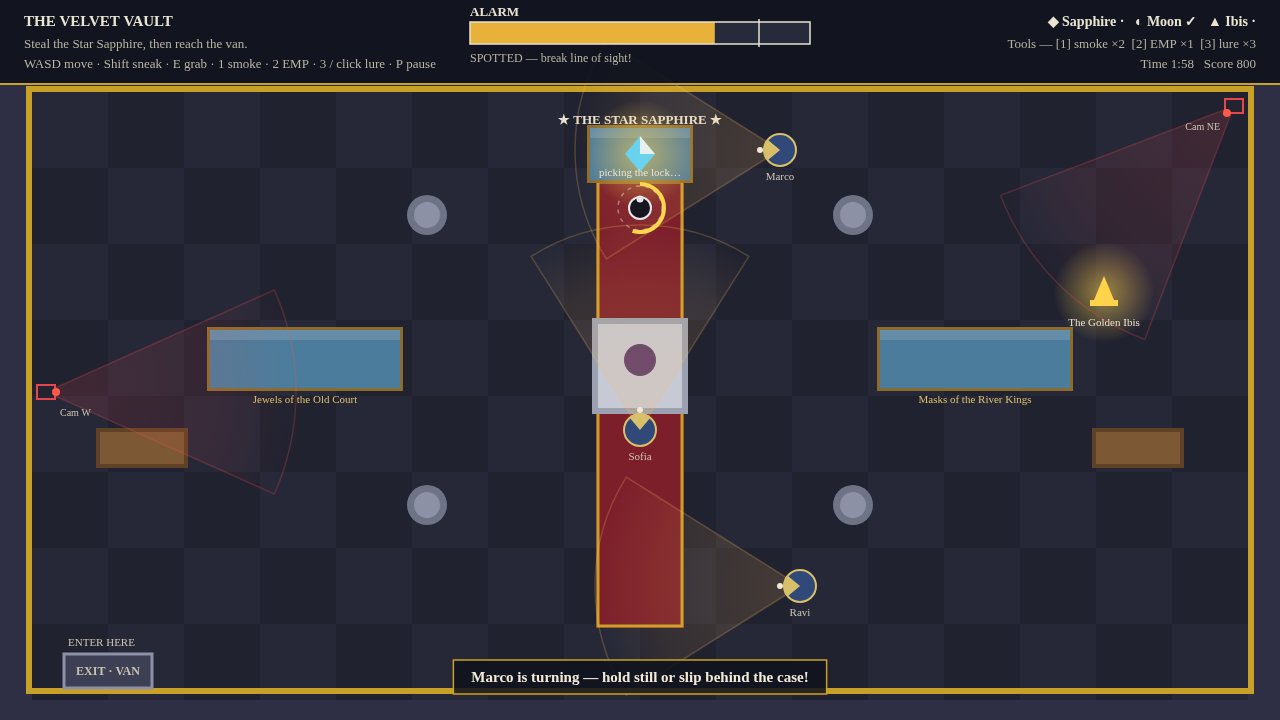 THE VELVET VAULT
Steal the Star Sapphire, then reach the van.
WASD move · Shift sneak · E grab · 1 smoke · 2 EMP · 3 / click lure · P pause
ALARM
SPOTTED — break line of sight!
◆ Sapphire · ◖ Moon ✓ ▲ Ibis ·
Tools — [1] smoke ×2 [2] EMP ×1 [3] lure ×3
Time 1:58 Score 800
★ THE STAR SAPPHIRE ★
picking the lock…
Marco
Cam NE
The Golden Ibis
Jewels of the Old Court
Masks of the River Kings
Cam W
Sofia
Ravi
ENTER HERE
EXIT · VAN
Marco is turning — hold still or slip behind the case!